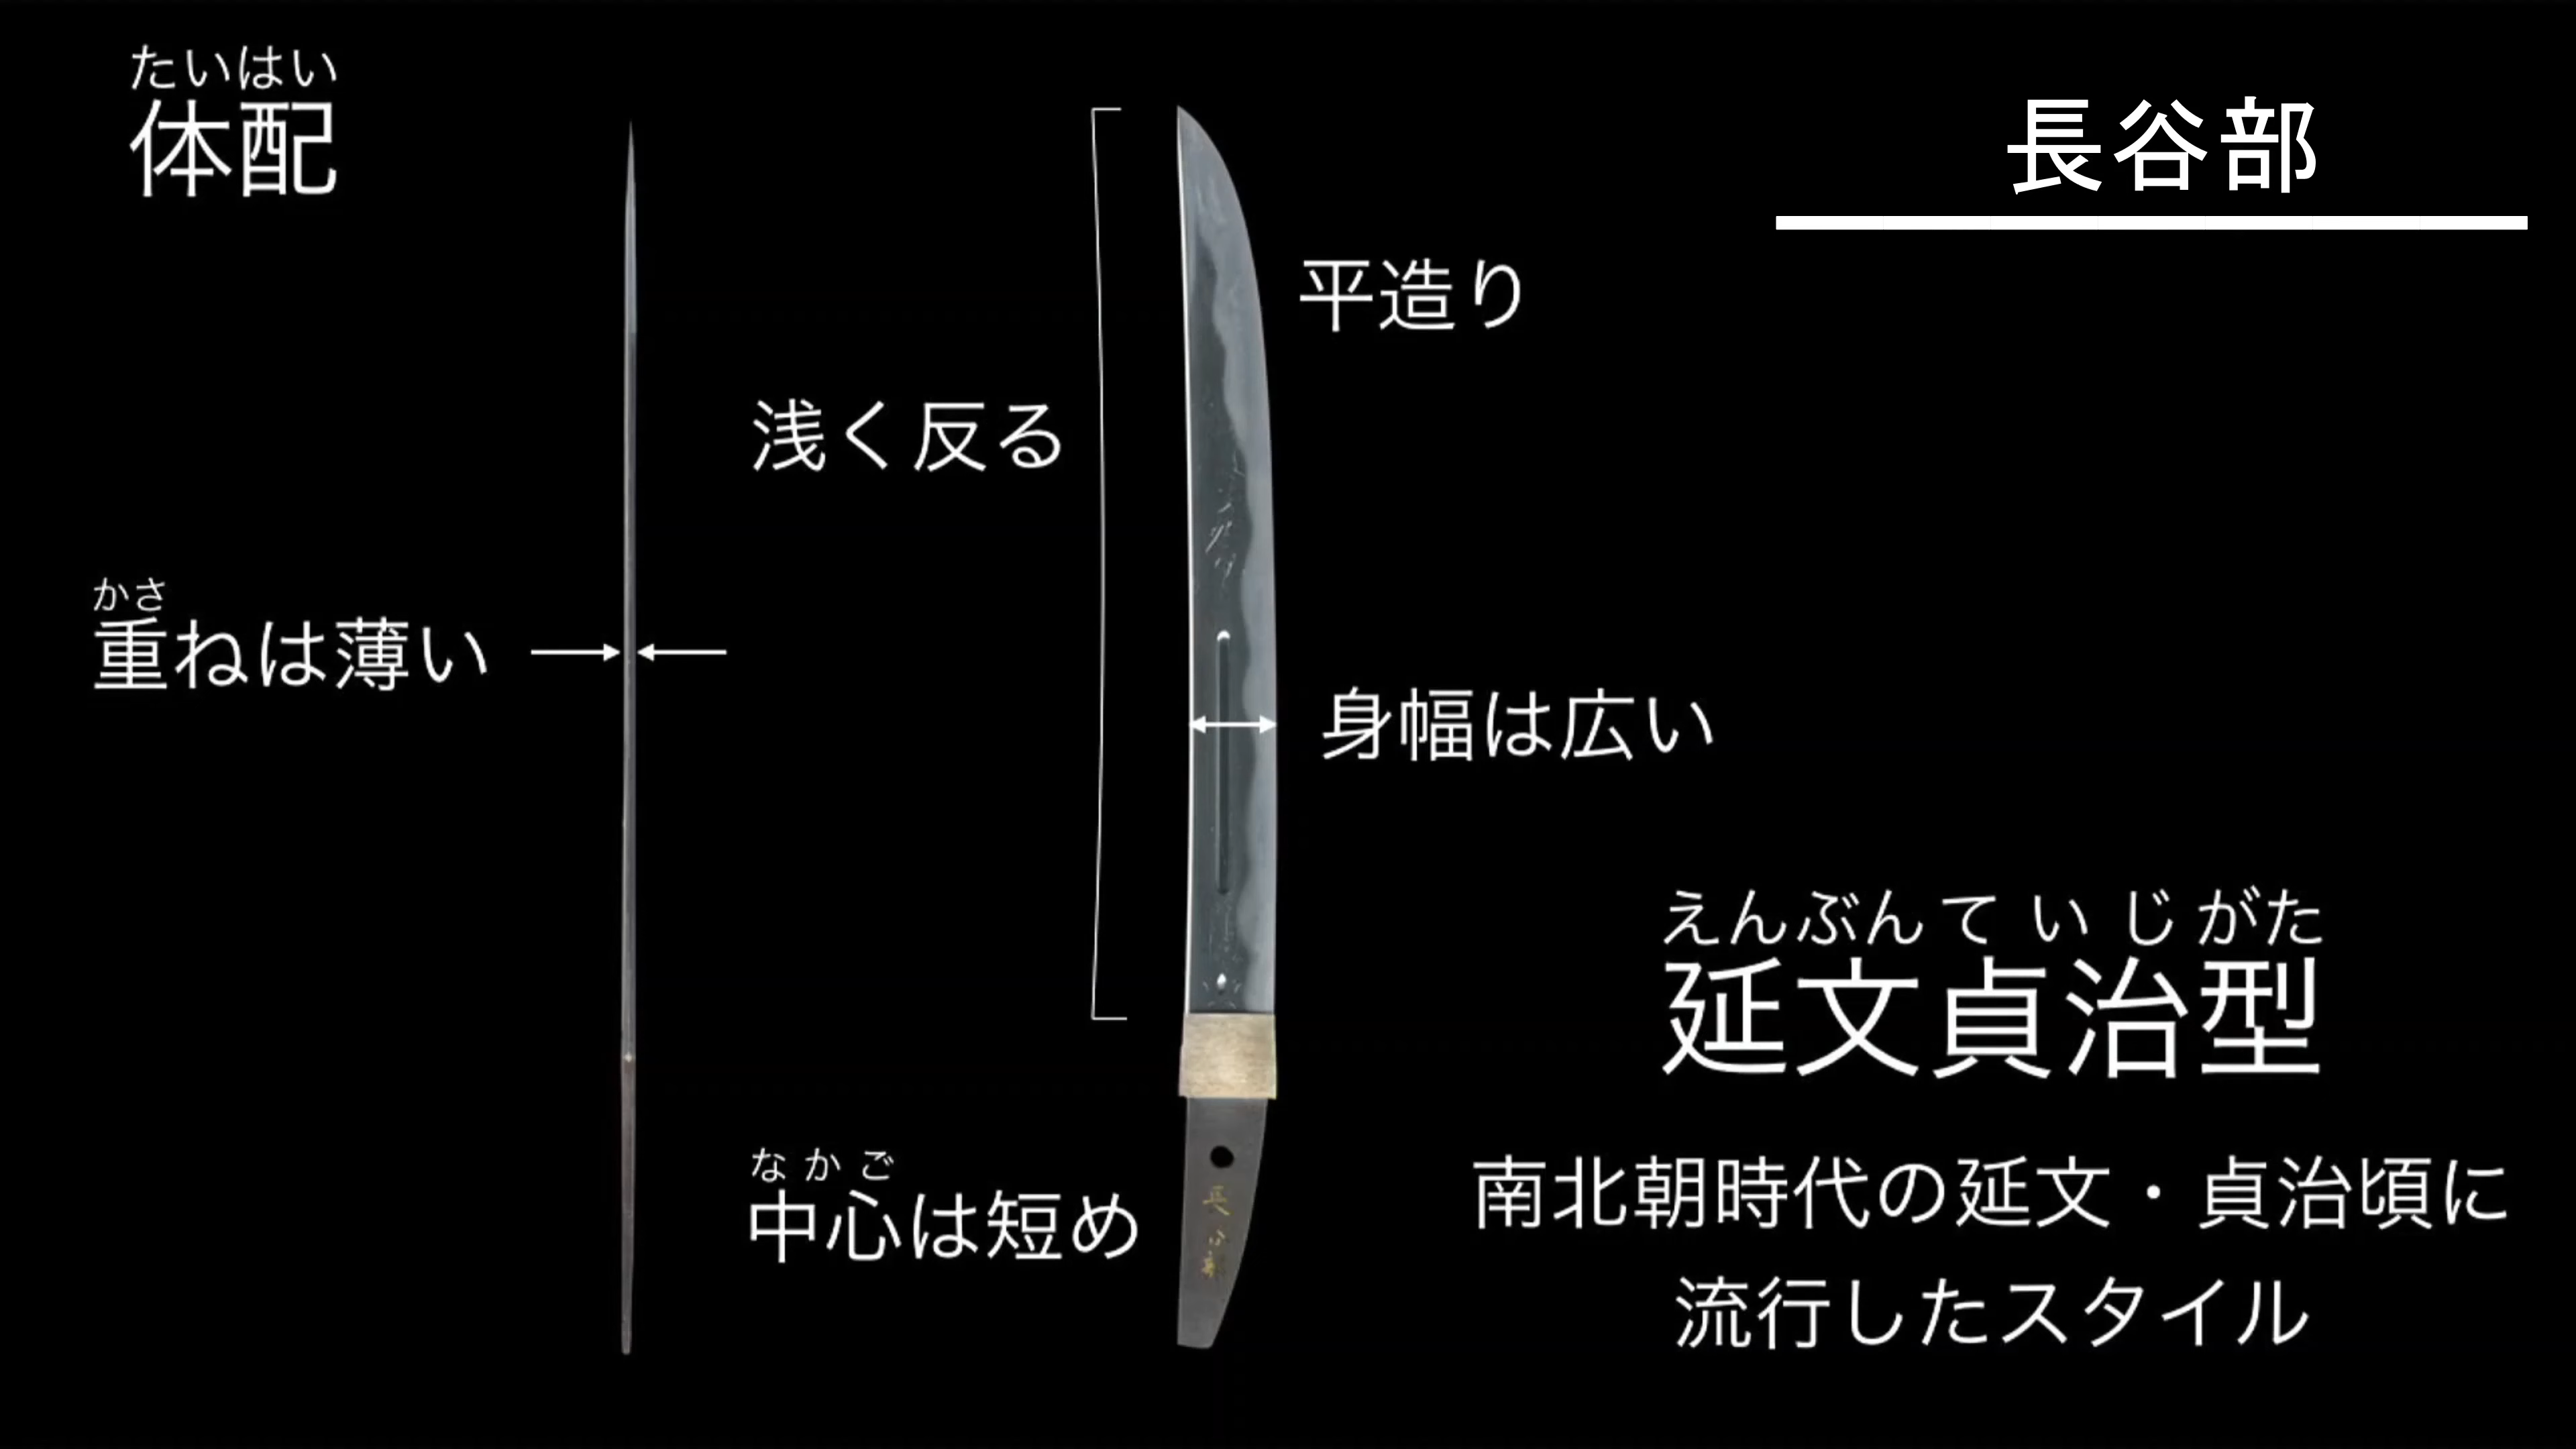 たいはい
体配
長谷部
平造り
浅く反る
かさ
重ねは薄い
身幅は広い
えんぶんていじがた
延文貞治型
南北朝時代の延文・貞治頃に
流行したスタイル
なかご
中心は短め